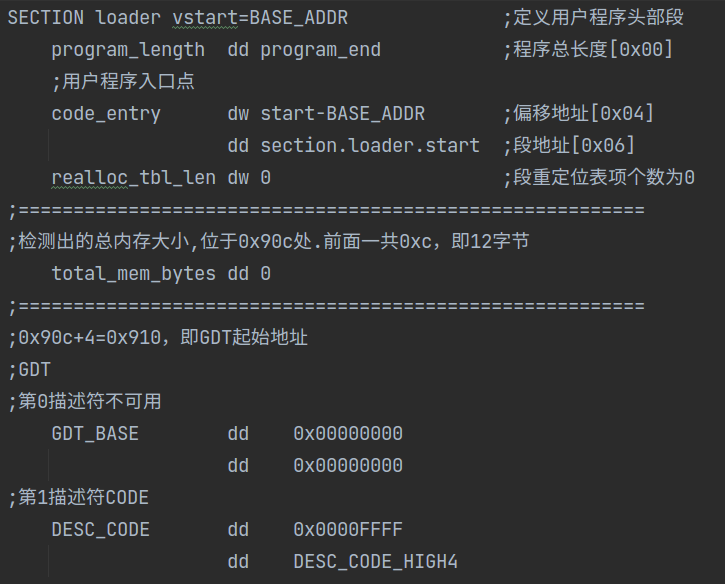 SECTION loader vstart=BASE_ADDR ;定义用户程序头部段
program_length dd program_end ;程序总长度[0x00]
;用户程序入口点
code_entry dw start-BASE_ADDR ;偏移地址[0x04]
dd section.loader.start ;段地址[0x06]
realloc_tbl_len dw 0 ;段重定位表项个数为0
;=========================================================
;检测出的总内存大小,位于0x90c处.前面一共0xc，即12字节
total_mem_bytes dd 0
;=========================================================
;0x90c+4=0x910，即GDT起始地址
;GDT
;第0描述符不可用
GDT_BASE dd 0x00000000
dd 0x00000000
;第1描述符CODE
DESC_CODE dd 0x0000FFFF
dd DESC_CODE_HIGH4